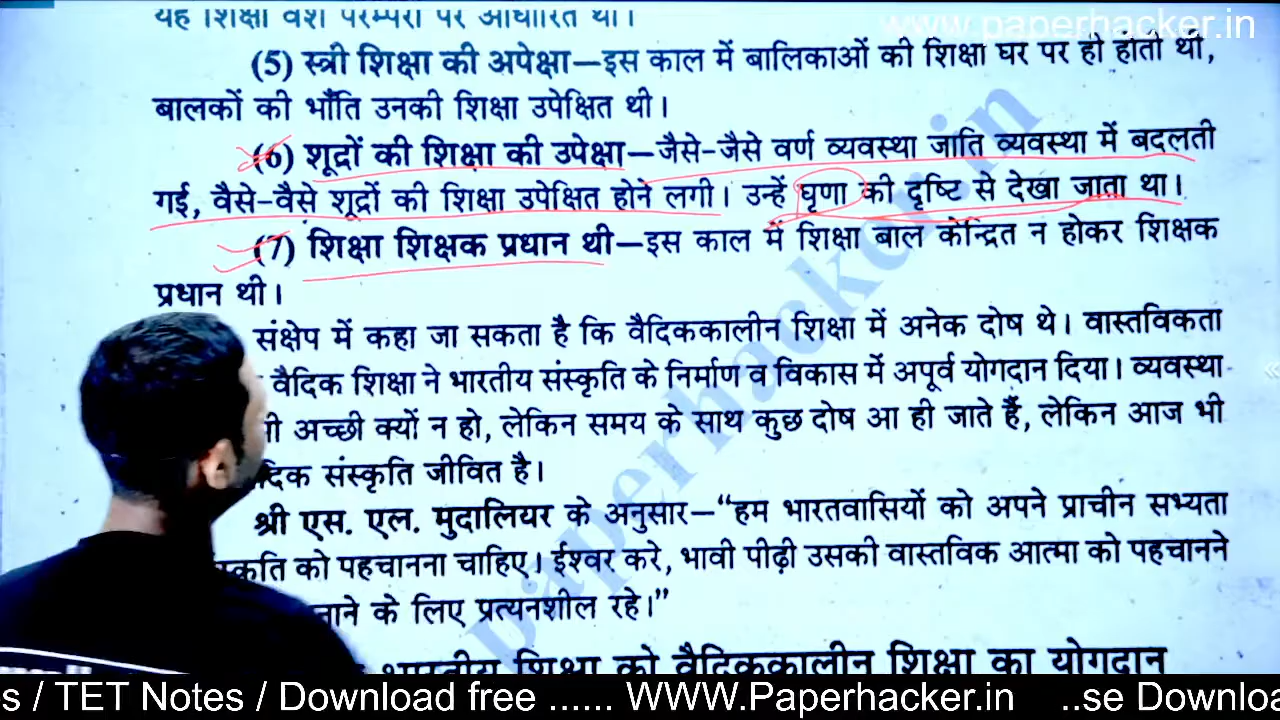 यह शिक्षा वंश परम्परा पर आधारित थी।
www.paperhacker.in
(5) स्त्री शिक्षा की अपेक्षा—इस काल में बालिकाओं की शिक्षा घर पर हो होती थी,
बालकों की भाँति उनकी शिक्षा उपेक्षित थी।
(6) शूद्रों की शिक्षा की उपेक्षा—जैसे-जैसे वर्ण व्यवस्था जाति व्यवस्था में बदलती
गई, वैसे-वैसे शूद्रों की शिक्षा उपेक्षित होने लगी। उन्हें घृणा की दृष्टि से देखा जाता था।
(7) शिक्षा शिक्षक प्रधान थी—इस काल में शिक्षा बाल केन्द्रित न होकर शिक्षक
प्रधान थी।
संक्षेप में कहा जा सकता है कि वैदिककालीन शिक्षा में अनेक दोष थे। वास्तविकता
वैदिक शिक्षा ने भारतीय संस्कृति के निर्माण व विकास में अपूर्व योगदान दिया। व्यवस्था
अच्छी क्यों न हो, लेकिन समय के साथ कुछ दोष आ ही जाते हैं, लेकिन आज भी
संस्कृति जीवित है।
श्री एस. एल. मुदालियर के अनुसार—“हम भारतवासियों को अपने प्राचीन सभ्यता
को पहचानना चाहिए। ईश्वर करे, भावी पीढ़ी उसकी वास्तविक आत्मा को पहचानने
के लिए प्रत्यनशील रहे।”
भारतीय शिक्षा को वैदिककालीन शिक्षा का योगदान
paperhacker.in
s / TET Notes / Download free ...... WWW.Paperhacker.in ..se Downloa